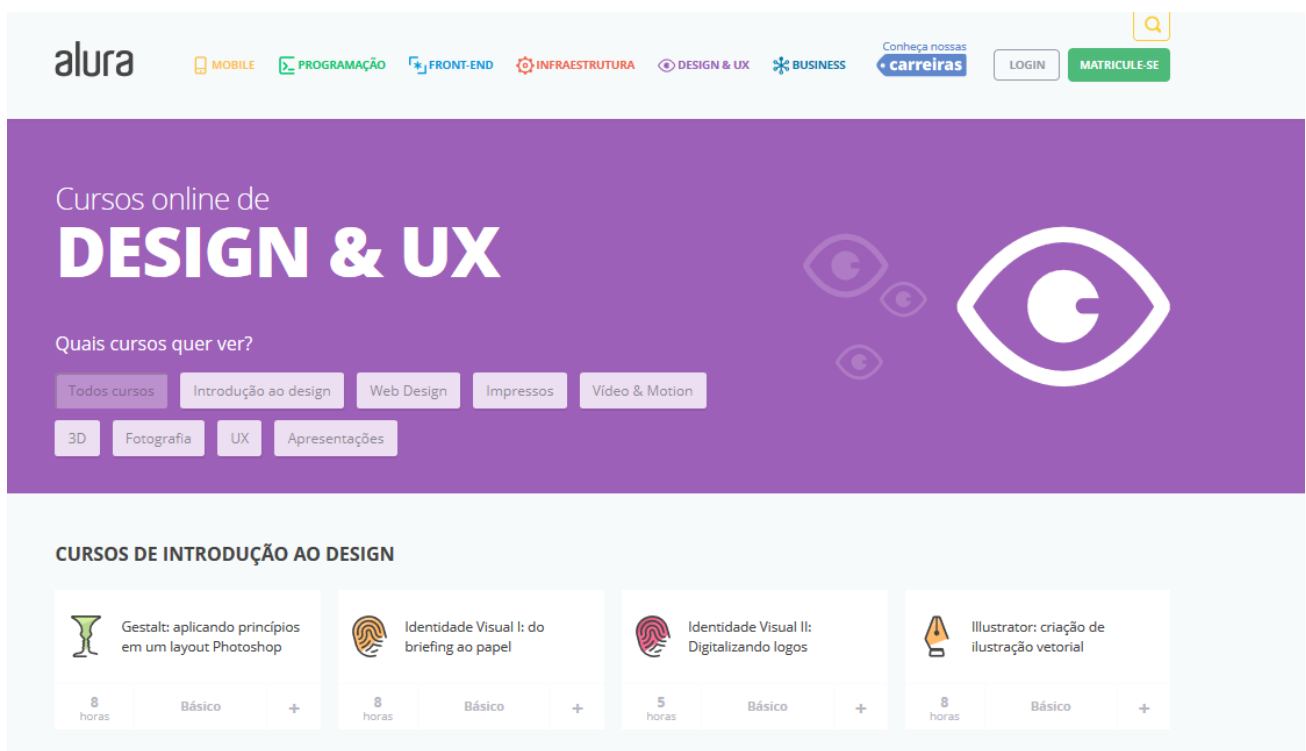 alura
MOBILE
PROGRAMAÇÃO
FRONT-END
INFRAESTRUTURA
DESIGN & UX
BUSINESS
Conheça nossas
carreiras
LOGIN
MATRICULE-SE
Cursos online de
DESIGN & UX
Quais cursos quer ver?
Todos cursos
Introdução ao design
Web Design
Impressos
Vídeo & Motion
3D
Fotografia
UX
Apresentações
CURSOS DE INTRODUÇÃO AO DESIGN
Gestalt: aplicando princípios
em um layout Photoshop
8
horas
Básico
+
Identidade Visual I: do
briefing ao papel
8
horas
Básico
+
Identidade Visual II:
Digitalizando logos
5
horas
Básico
+
Illustrator: criação de
ilustração vetorial
8
horas
Básico
+